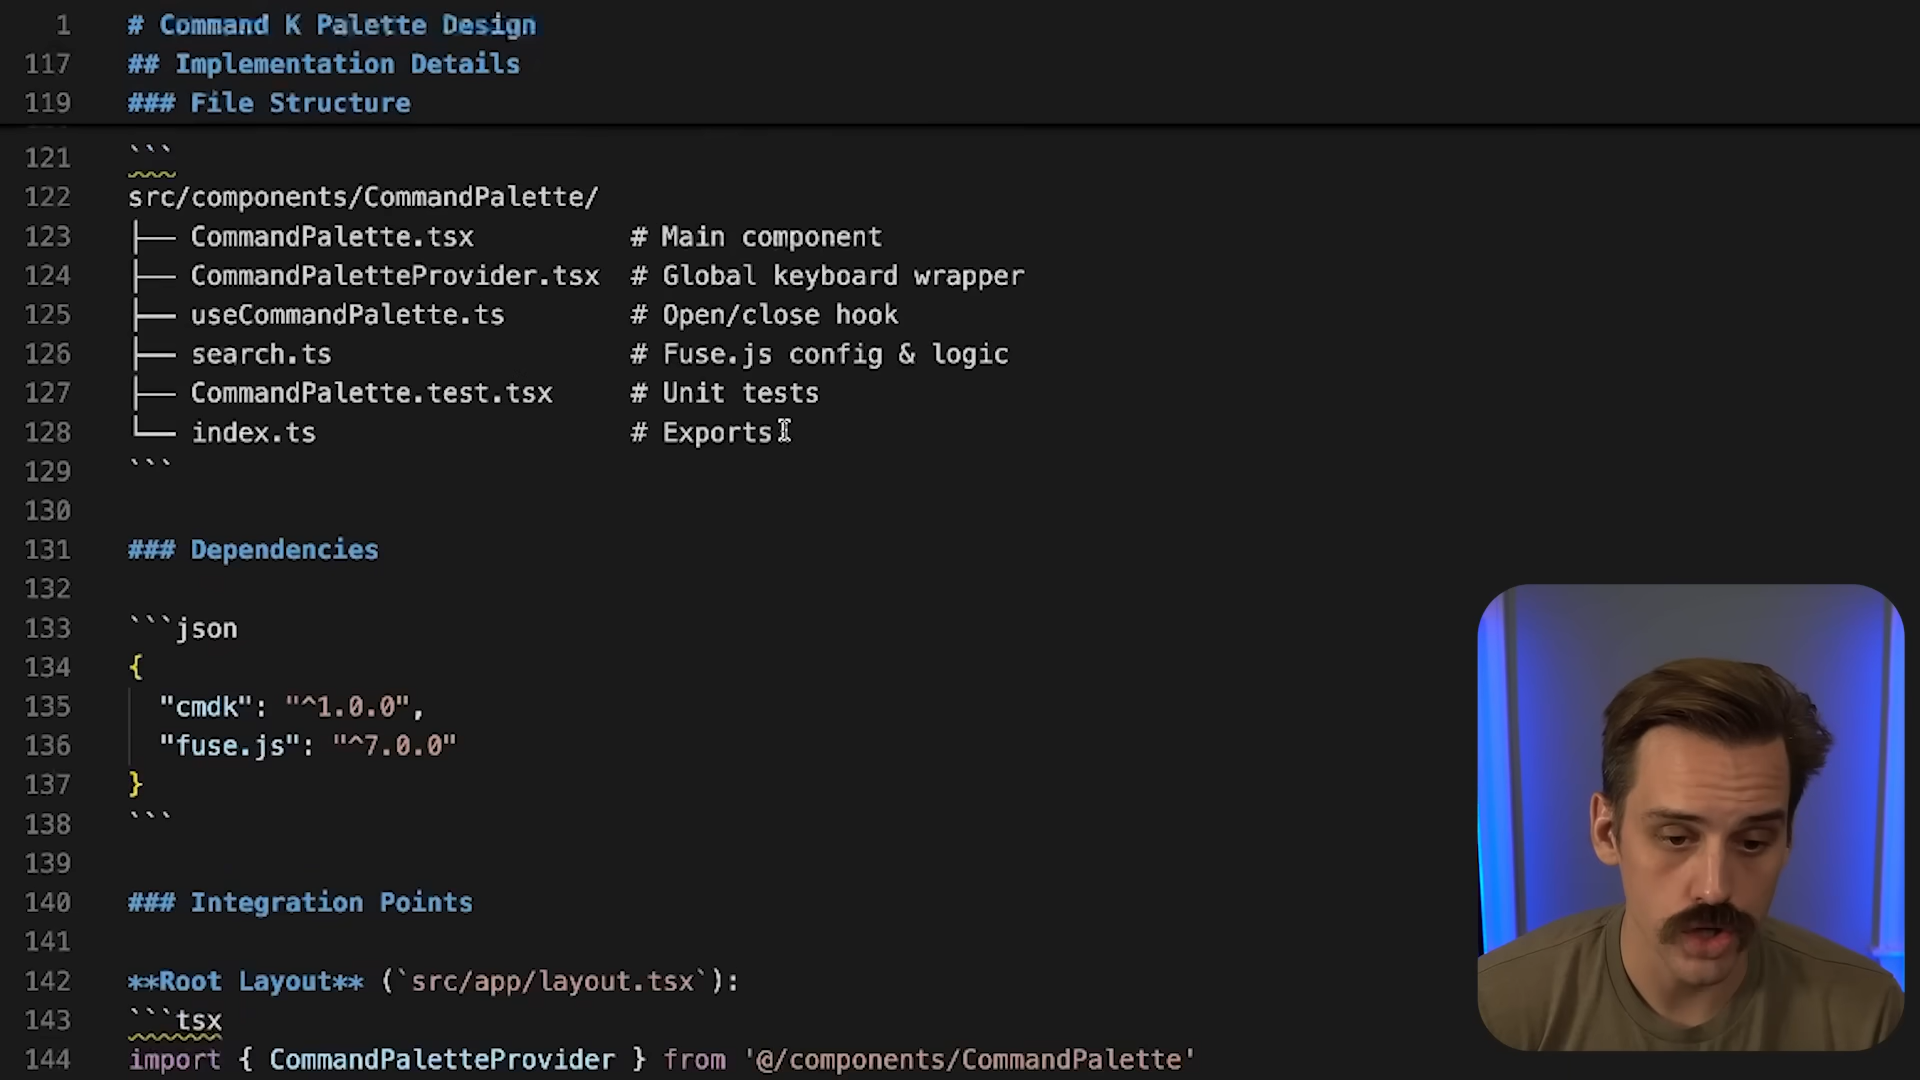 1 # Command K Palette Design
117 ## Implementation Details
119 ### File Structure
121 ```
122 src/components/CommandPalette/
123 ├── CommandPalette.tsx # Main component
124 ├── CommandPaletteProvider.tsx # Global keyboard wrapper
125 ├── useCommandPalette.ts # Open/close hook
126 ├── search.ts # Fuse.js config & logic
127 ├── CommandPalette.test.tsx # Unit tests
128 └── index.ts # Exports
129 ```
130
131 ### Dependencies
132
133 ```json
134 {
135 "cmdk": "^1.0.0",
136 "fuse.js": "^7.0.0"
137 }
138 ```
139
140 ### Integration Points
141
142 **Root Layout** (`src/app/layout.tsx`):
143 ```tsx
144 import { CommandPaletteProvider } from '@/components/CommandPalette'